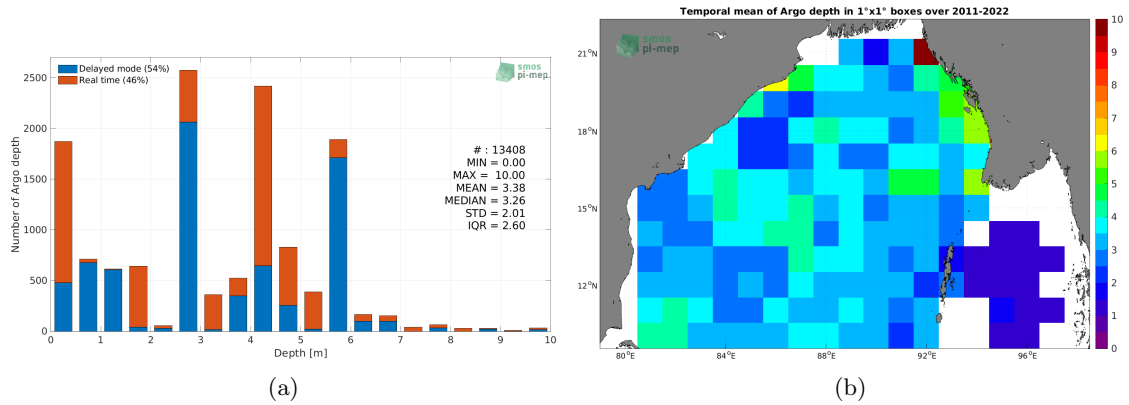 Delayed mode (54%)
Real time (46%)
smos
pi-mep
Number of Argo depth
2500
2000
1500
1000
500
0
# : 13408
MIN = 0.00
MAX = 10.00
MEAN = 3.38
MEDIAN = 3.26
STD = 2.01
IQR = 2.60
0 1 2 3 4 5 6 7 8 9 10
Depth [m]
(a)
Temporal mean of Argo depth in 1°x1° boxes over 2011-2022
smos
pi-mep
21°N
18°N
15°N
12°N
80°E 84°E 88°E 92°E 96°E
10
9
8
7
6
5
4
3
2
1
0
(b)